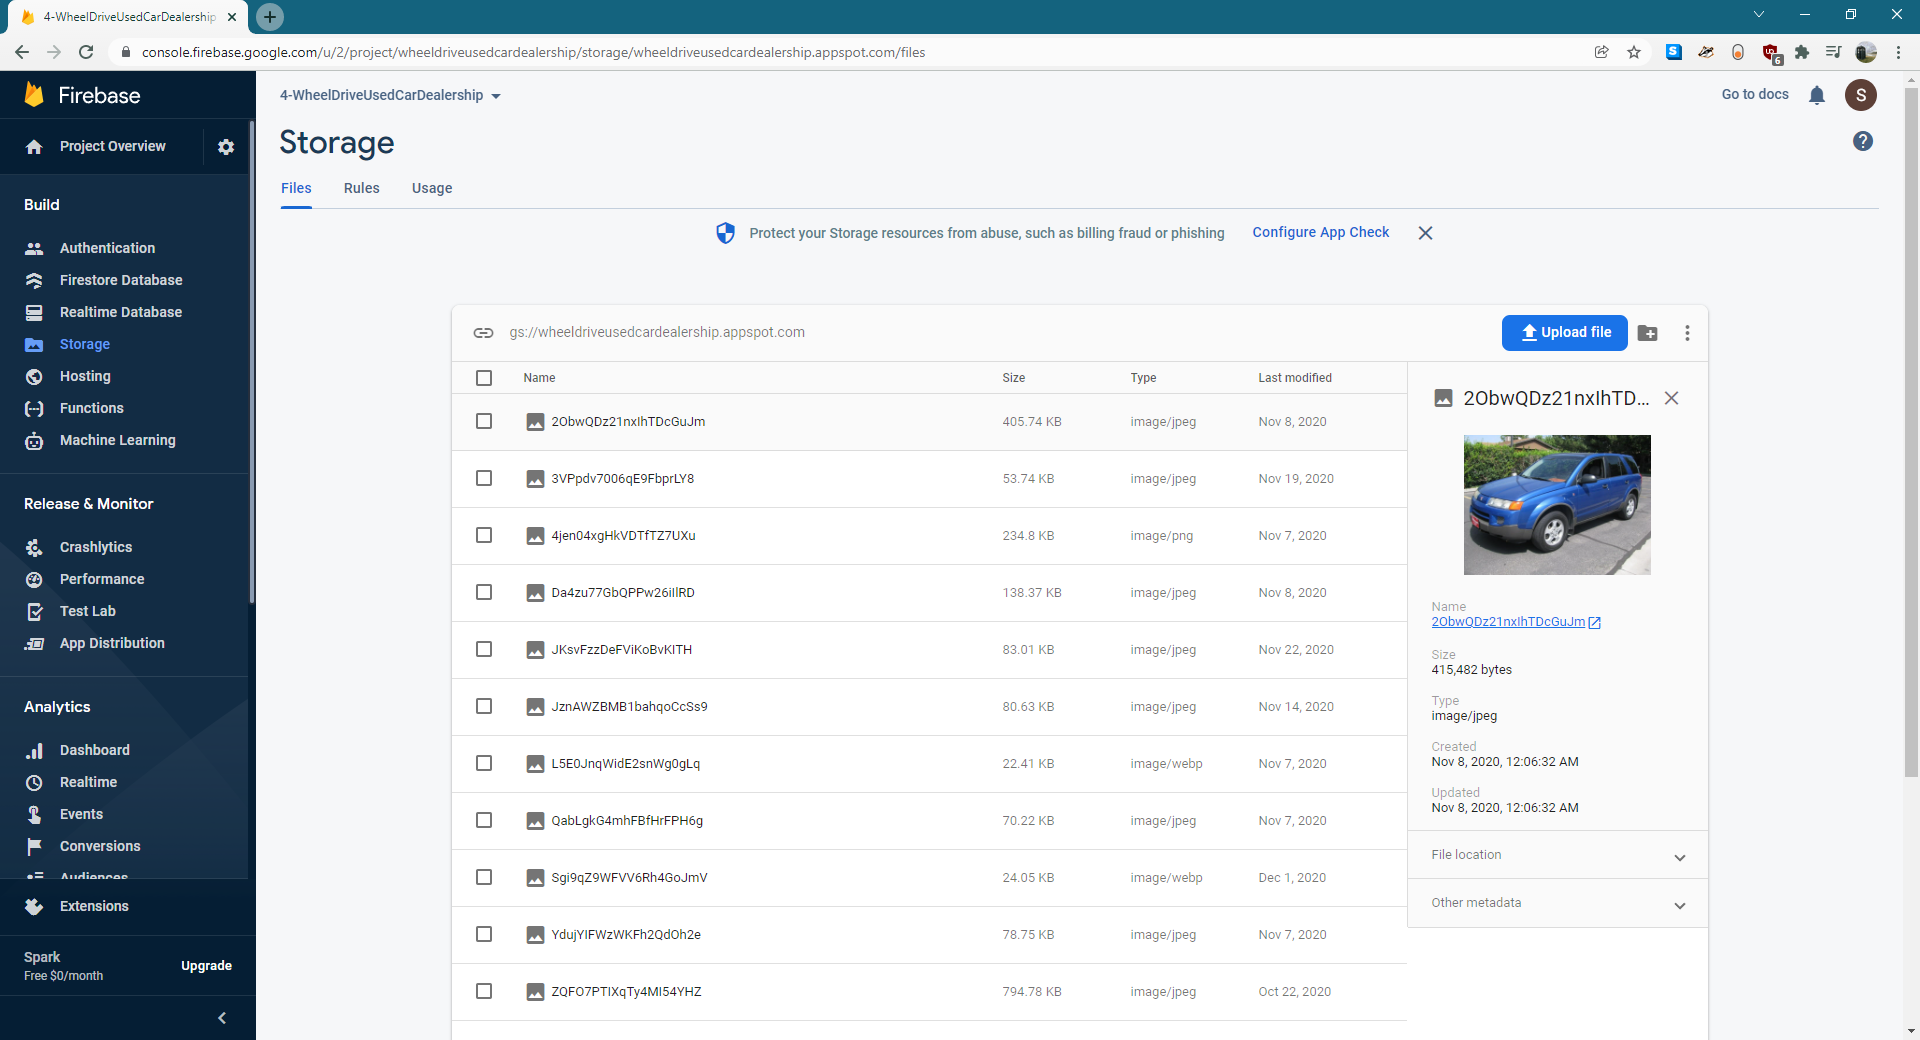 4-WheelDriveUsedCarDealership
console.firebase.google.com/u/2/project/wheeldriveusedcardealership/storage/wheeldriveusedcardealership.appspot.com/files
S
6
Firebase
4-WheelDriveUsedCarDealership
Go to docs
S
Project Overview
Storage
?
Files Rules Usage
Build
Protect your Storage resources from abuse, such as billing fraud or phishing Configure App Check
Authentication
Firestore Database
Realtime Database
Storage
Hosting
Functions
Machine Learning
Release & Monitor
Crashlytics
Performance
Test Lab
App Distribution
Analytics
Dashboard
Realtime
Events
Conversions
Audiences
Extensions
Spark
Free $0/month
Upgrade
gs://wheeldriveusedcardealership.appspot.com
Upload file
Name Size Type Last modified
2ObwQDz21nxIhTDcGuJm 405.74 KB image/jpeg Nov 8, 2020
3VPpdv7006qE9FbprLY8 53.74 KB image/jpeg Nov 19, 2020
4jen04xgHkVDTfTZ7UXu 234.8 KB image/png Nov 7, 2020
Da4zu77GbQPPw26iIlRD 138.37 KB image/jpeg Nov 8, 2020
JKsvFzzDeFViKoBvKITH 83.01 KB image/jpeg Nov 22, 2020
JznAWZBMB1bahqoCcSs9 80.63 KB image/jpeg Nov 14, 2020
L5E0JnqWidE2snWg0gLq 22.41 KB image/webp Nov 7, 2020
QabLgkG4mhFBfHrFPH6g 70.22 KB image/jpeg Nov 7, 2020
Sgi9qZ9WFVV6Rh4GoJmV 24.05 KB image/webp Dec 1, 2020
YdujYIFWzWKFh2QdOh2e 78.75 KB image/jpeg Nov 7, 2020
ZQFO7PTIXqTy4MI54YHZ 794.78 KB image/jpeg Oct 22, 2020
2ObwQDz21nxIhTD...
Name
2ObwQDz21nxIhTDcGuJm
Size
415,482 bytes
Type
image/jpeg
Created
Nov 8, 2020, 12:06:32 AM
Updated
Nov 8, 2020, 12:06:32 AM
File location
Other metadata